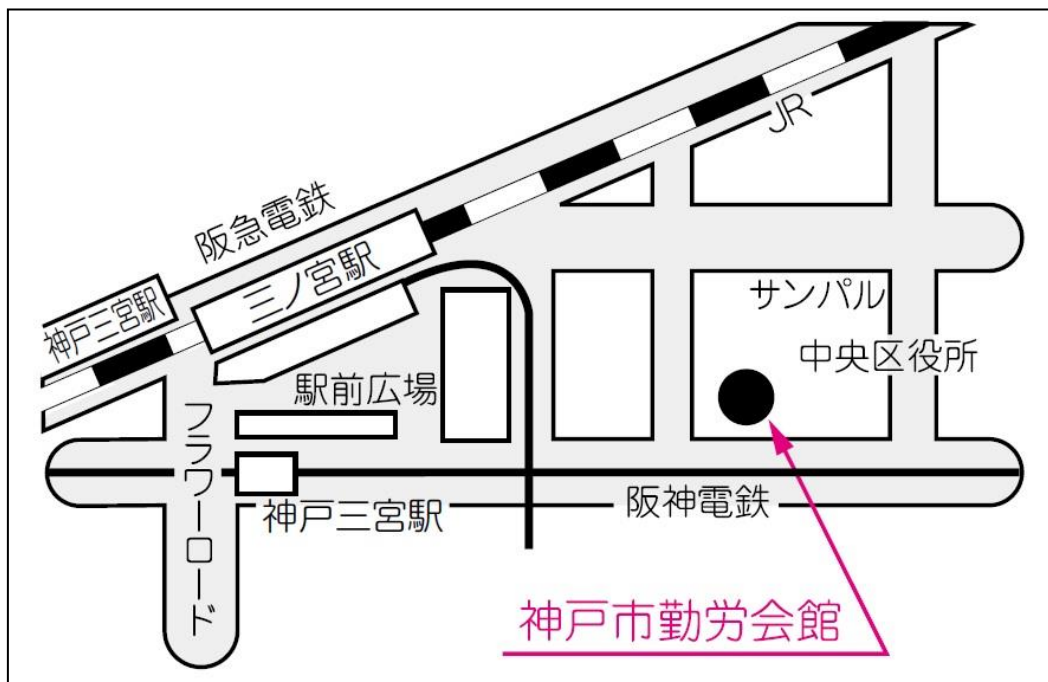 JR
阪急電鉄
三ノ宮駅
神戸三宮駅
サンパル
中央区役所
駅前広場
フラワーロード
神戸三宮駅
阪神電鉄
神戸市勤労会館